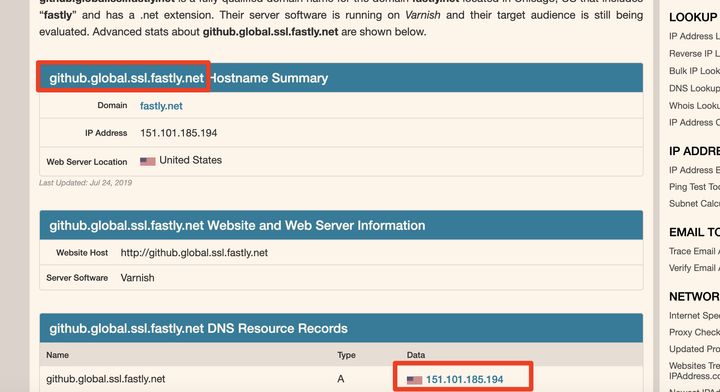 "fastly" and has a .net extension. Their server software is running on Varnish and their target audience is still being
evaluated. Advanced stats about github.global.ssl.fastly.net are shown below.
github.global.ssl.fastly.net Hostname Summary
Domain fastly.net
IP Address 151.101.185.194
Web Server Location United States
Last Updated: Jul 24, 2019
github.global.ssl.fastly.net Website and Web Server Information
Website Host http://github.global.ssl.fastly.net
Server Software Varnish
github.global.ssl.fastly.net DNS Resource Records
Name Type Data
github.global.ssl.fastly.net A 151.101.185.194
LOOKUP
IP Address L
Reverse IP L
Bulk IP Look
DNS Lookup
Whois Looku
IP Address C
IP ADDRE
IP Address E
Ping Test Too
Subnet Calcu
EMAIL TO
Trace Email A
Verify Email A
NETWOR
Internet Spee
Proxy Check
Updated Pro
Websites Tre
IPAddress.co